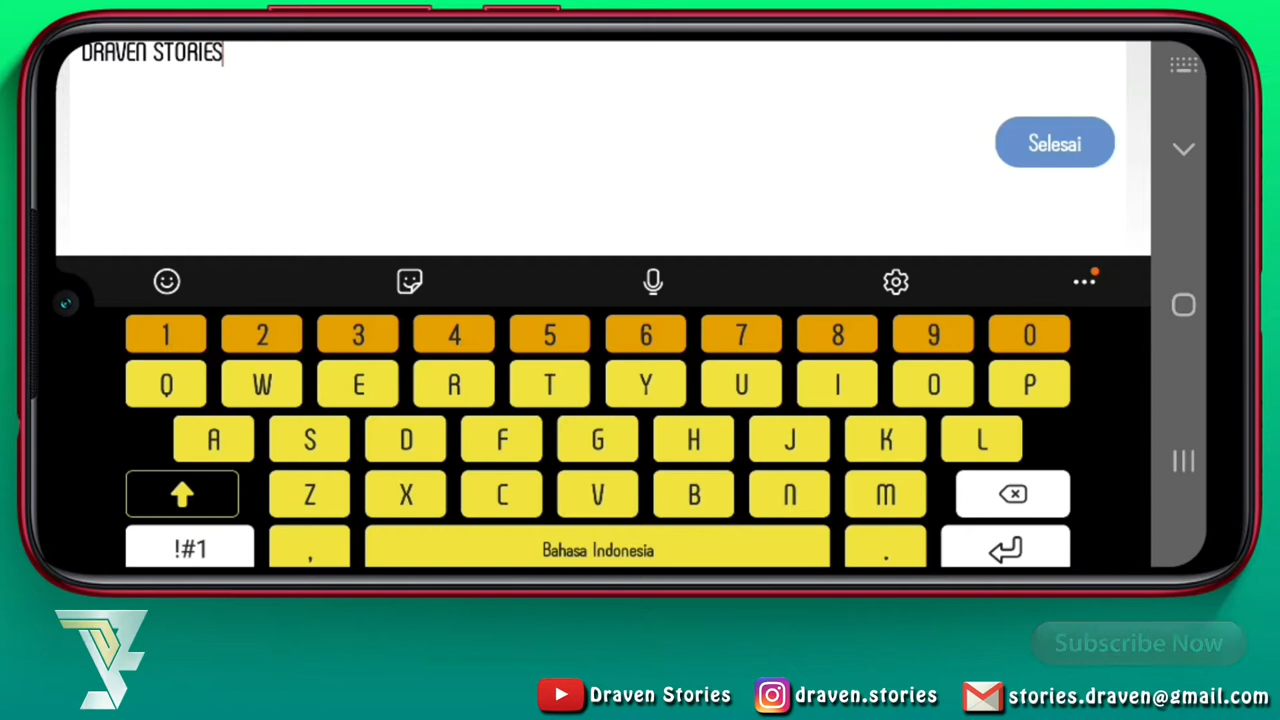 DRAVEN STORIES
Selesai
1 2 3 4 5 6 7 8 9 0
Q W E R T Y U I O P
A S D F G H J K L
Z X C V B N M
!#1 , Bahasa Indonesia .
Subscribe Now
Draven Stories draven.stories stories.draven@gmail.com